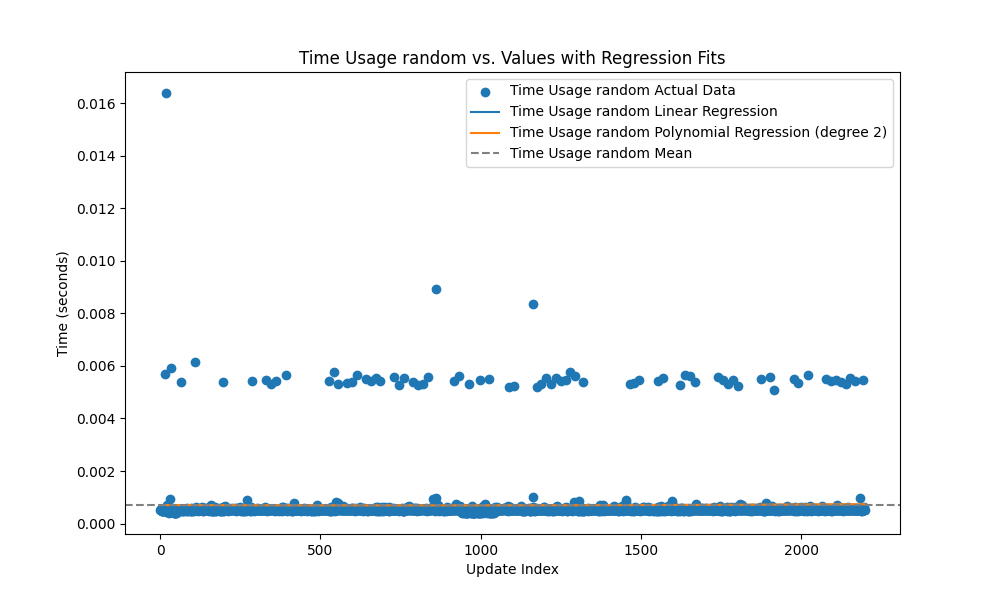 Time Usage random vs. Values with Regression Fits
Time Usage random Actual Data
Time Usage random Linear Regression
Time Usage random Polynomial Regression (degree 2)
Time Usage random Mean
Time (seconds)
0.016
0.014
0.012
0.010
0.008
0.006
0.004
0.002
0.000
0 500 1000 1500 2000
Update Index